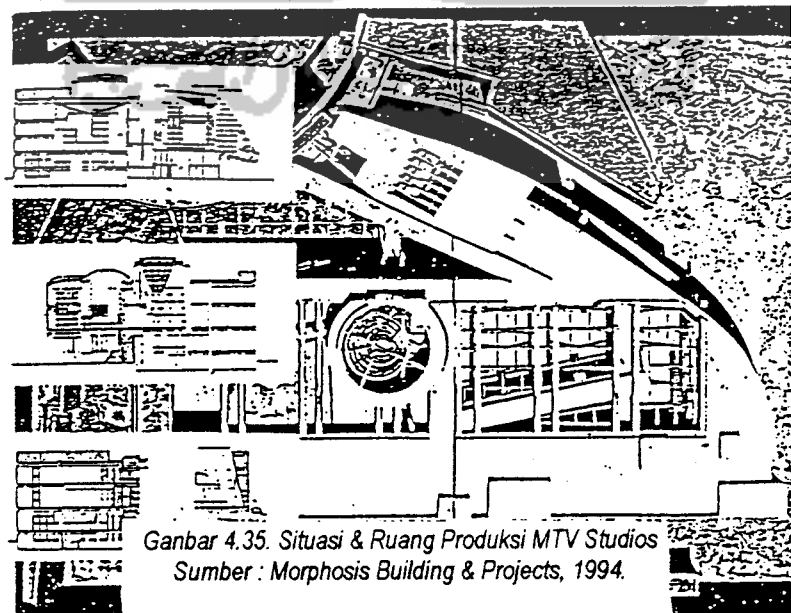 Ganbar 4.35. Situasi & Ruang Produksi MTV Studios
Sumber : Morphosis Building & Projects, 1994.